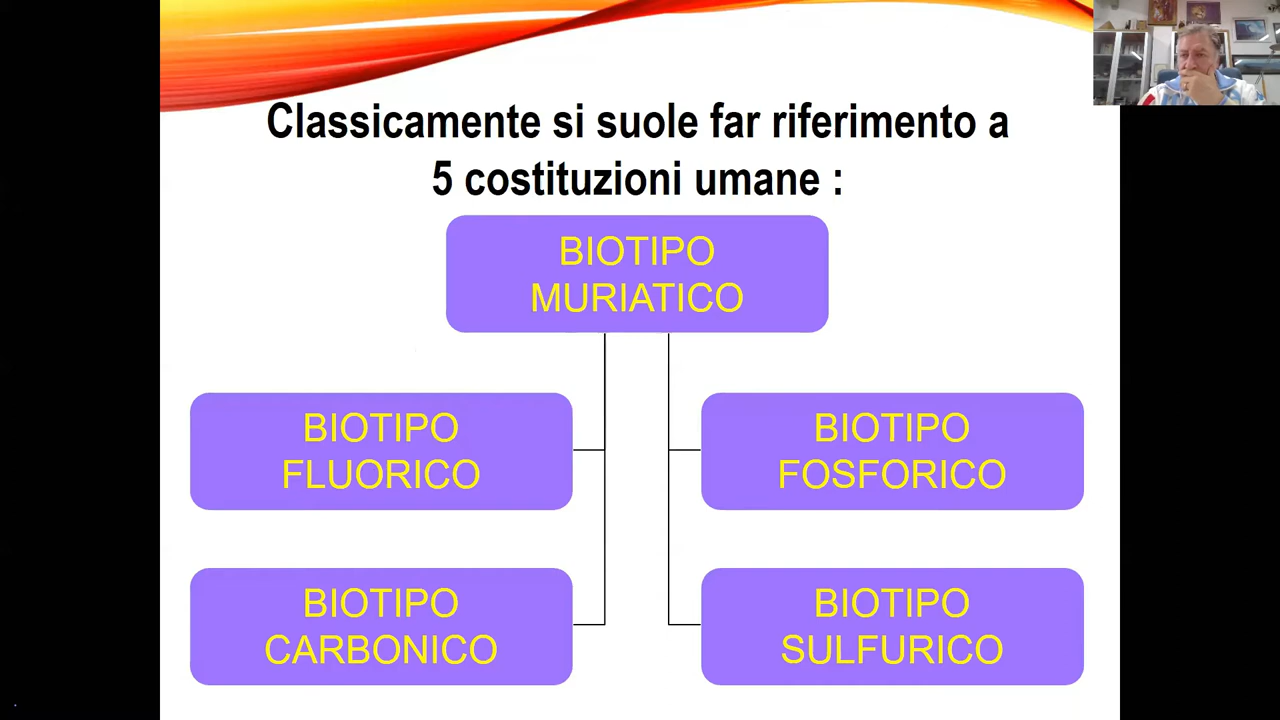 Classicamente si suole far riferimento a
5 costituzioni umane :
BIOTIPO
MURIATICO
BIOTIPO
FLUORICO
BIOTIPO
FOSFORICO
BIOTIPO
CARBONICO
BIOTIPO
SULFURICO